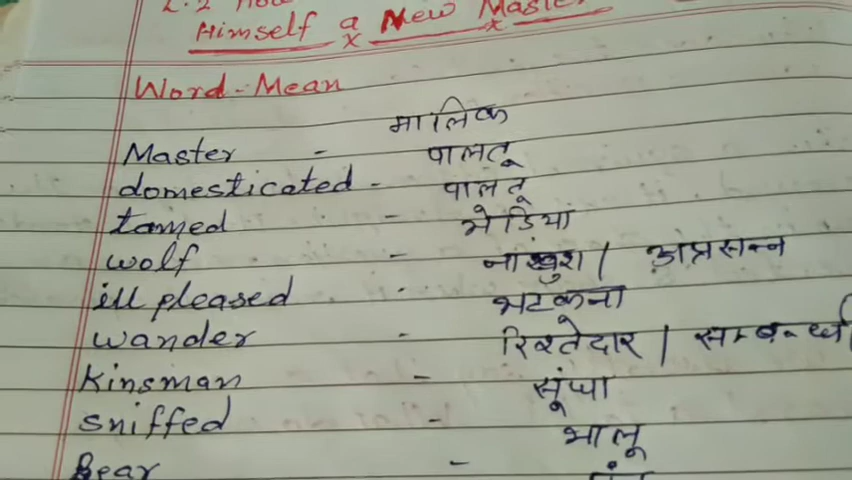 Himself a New Master
Word-Mean
Master - मालिक
domesticated - पालतू
tamed - पालतू
wolf - भेडिया
ill pleased - नाखुश / अप्रसन्न
wander - भटकना
Kinsman - रिश्तेदार / सम्बन्धी
sniffed - सूंघा
Bear - भालू